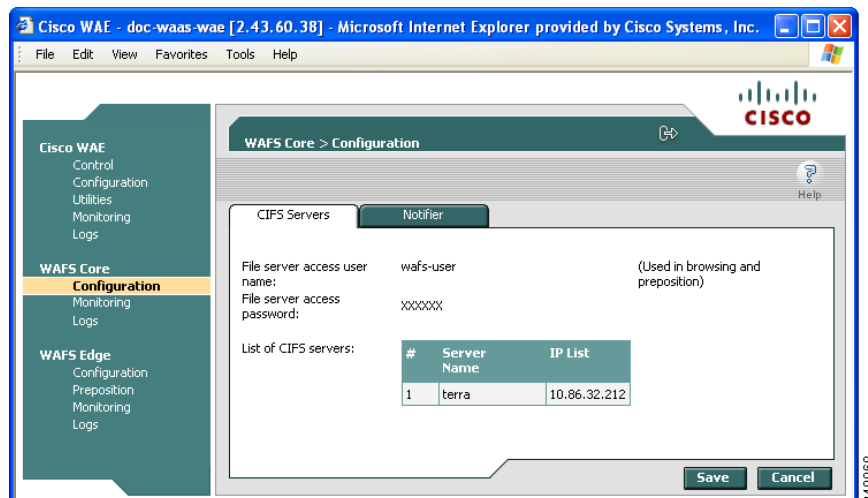 Cisco WAE - doc-waas-wae [2.43.60.38] - Microsoft Internet Explorer provided by Cisco Systems, Inc.
File Edit View Favorites Tools Help
CISCO
WAFS Core > Configuration
Help
Cisco WAE
Control
Configuration
Utilities
Monitoring
Logs
WAFS Core
Configuration
Monitoring
Logs
WAFS Edge
Configuration
Preposition
Monitoring
Logs
CIFS Servers Notifier
File server access user wafs-user (Used in browsing and
name: preposition)
File server access
password: XXXXXX
List of CIFS servers:
# Server IP List
Name
1 terra 10.86.32.212
Save Cancel